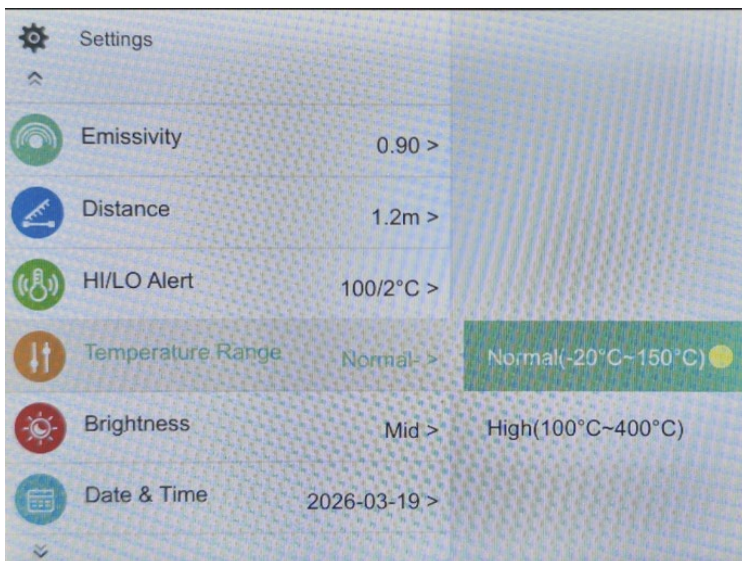 Settings
Emissivity
0.90 >
Distance
1.2m >
HI/LO Alert
100/2°C >
Temperature Range
Normal- >
Normal(-20°C~150°C)
Brightness
Mid >
High(100°C~400°C)
Date & Time
2026-03-19 >